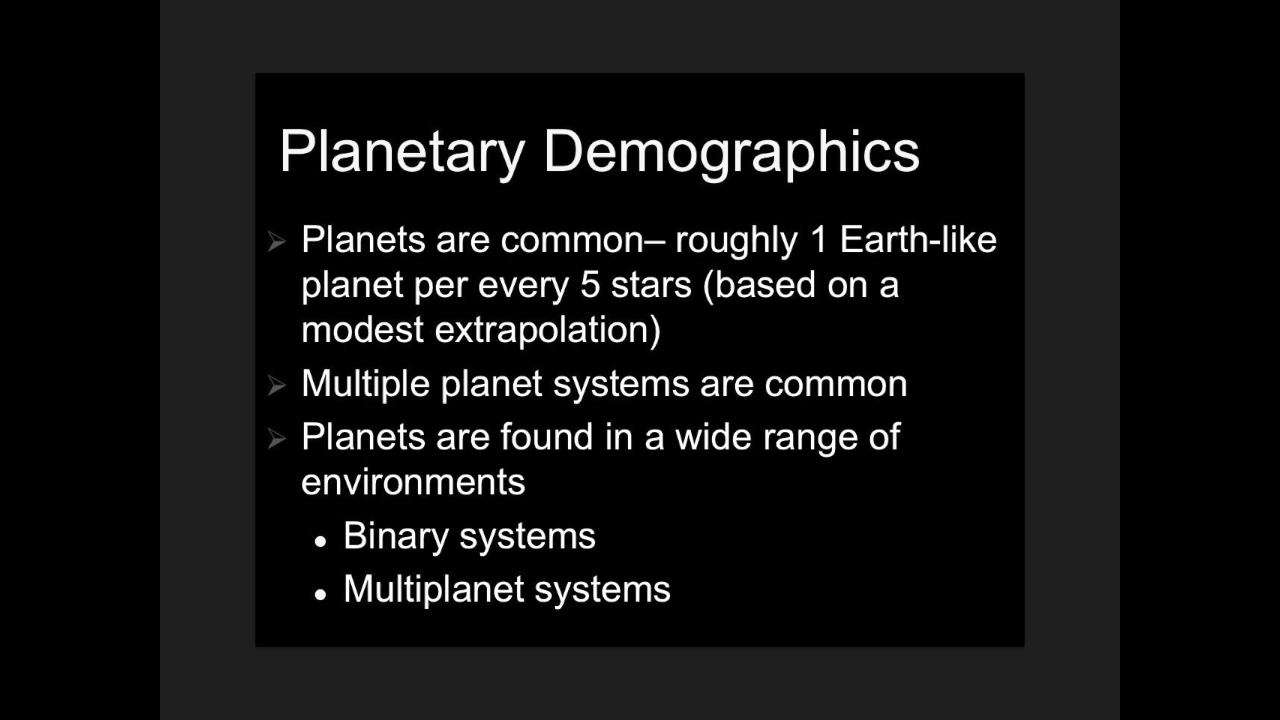 Planetary Demographics
Planets are common– roughly 1 Earth-like
planet per every 5 stars (based on a
modest extrapolation)
Multiple planet systems are common
Planets are found in a wide range of
environments
Binary systems
Multiplanet systems